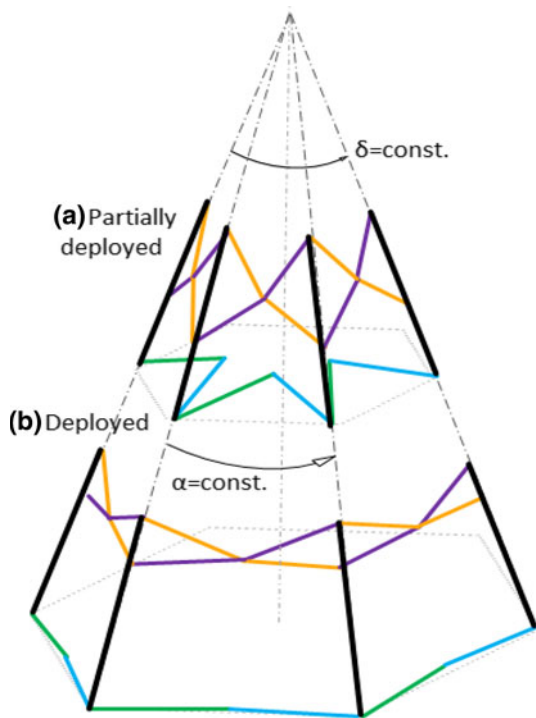 δ=const.
(a) Partially
deployed
(b) Deployed
α=const.